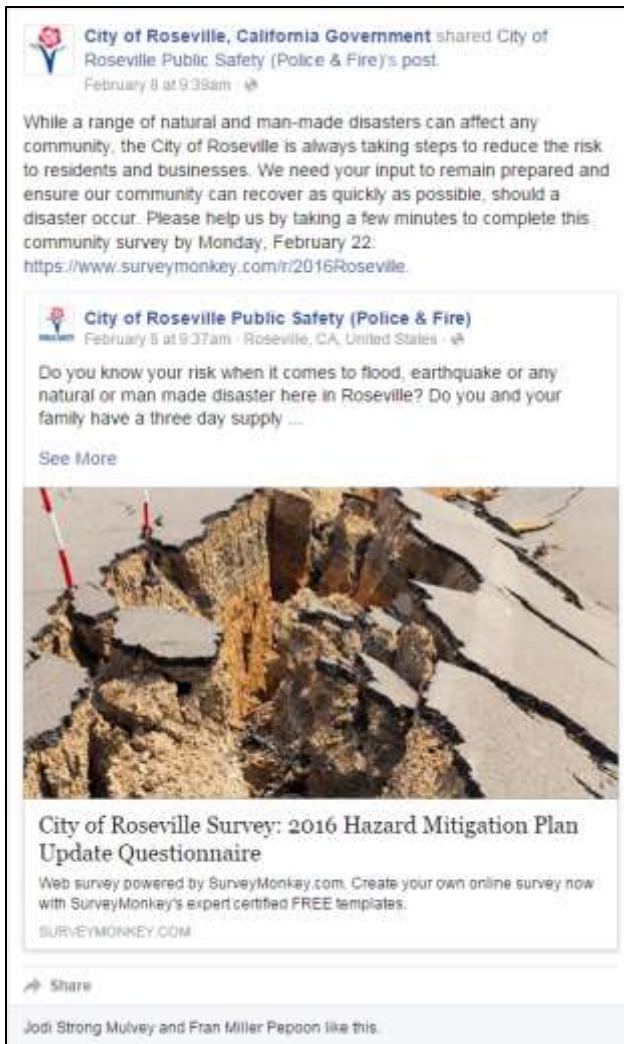 City of Roseville, California Government shared City of
Roseville Public Safety (Police & Fire)'s post.
February 8 at 9:39am ·
While a range of natural and man-made disasters can affect any
community, the City of Roseville is always taking steps to reduce the risk
to residents and businesses. We need your input to remain prepared and
ensure our community can recover as quickly as possible, should a
disaster occur. Please help us by taking a few minutes to complete this
community survey by Monday, February 22:
https://www.surveymonkey.com/r/2016Roseville.
City of Roseville Public Safety (Police & Fire)
February 8 at 9:37am · Roseville, CA, United States ·
Do you know your risk when it comes to flood, earthquake or any
natural or man made disaster here in Roseville? Do you and your
family have a three day supply ...
See More
City of Roseville Survey: 2016 Hazard Mitigation Plan
Update Questionnaire
Web survey powered by SurveyMonkey.com. Create your own online survey now
with SurveyMonkey's expert certified FREE templates.
SURVEYMONKEY.COM
Share
Jodi Strong Mulvey and Fran Miller Pepoon like this.